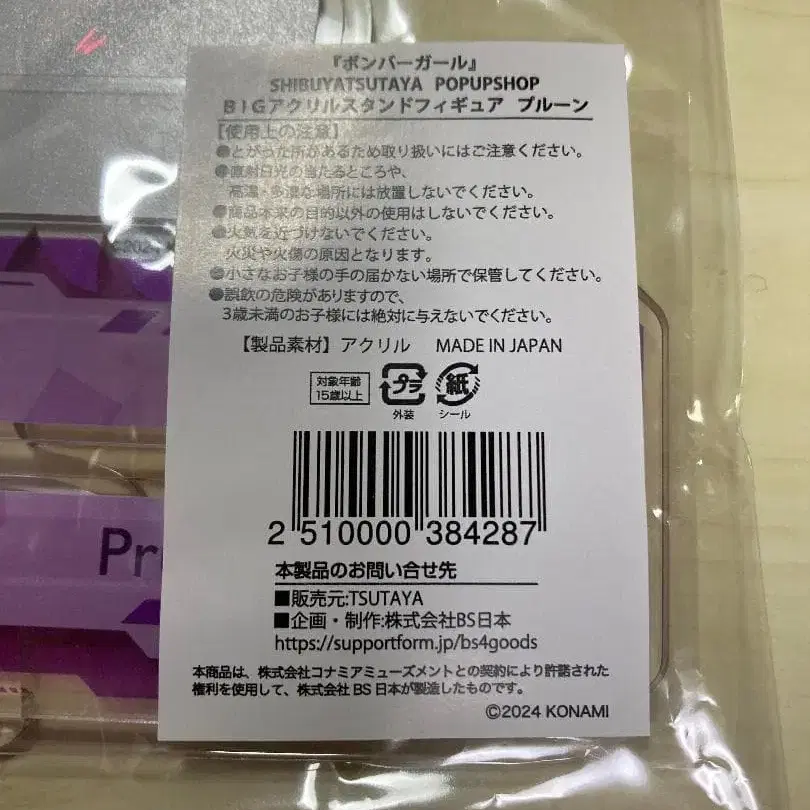 『ボンバーガール』
SHIBUYATSUTAYA POPUPSHOP
BIGアクリルスタンドフィギュア プルーン
【使用上の注意】
●とがった所があるため取り扱いにはご注意ください。
●直射日光の当たるところや、
高温・多湿な場所には放置しないでください。
●商品本来の目的以外の使用はしないでください。
●火気を近づけないでください。
火災や火傷の原因となります。
●小さなお子様の手の届かない場所で保管してください。
●誤飲の危険がありますので、
3歳未満のお子様には絶対に与えないでください。
【製品素材】アクリル MADE IN JAPAN
対象年齢
15歳以上
プラ
外装
紙
シール
2 510000 384287
本製品のお問い合せ先
■販売元:TSUTAYA
■企画・制作:株式会社BS日本
https://supportform.jp/bs4goods
本商品は、株式会社コナミアミューズメントとの契約により許諾された
権利を使用して、株式会社 BS 日本が製造したものです。
©2024 KONAMI
©2024 K
Pr